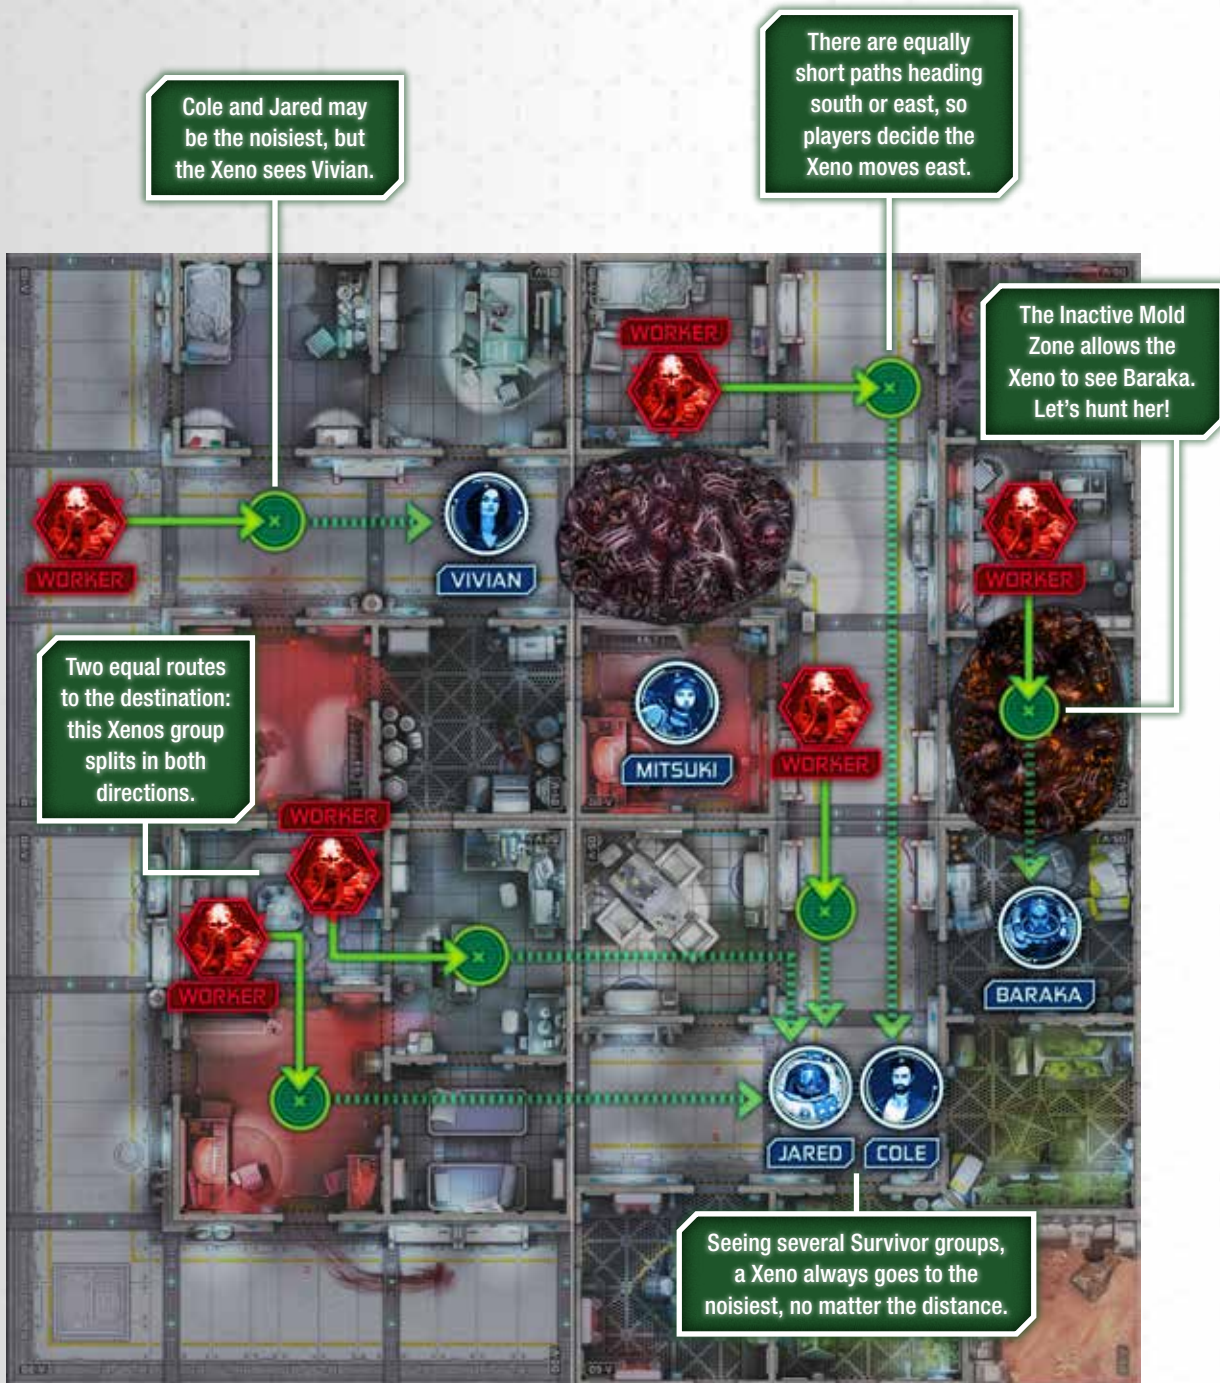 There are equally
short paths heading
south or east, so
players decide the
Xeno moves east.
Cole and Jared may
be the noisiest, but
the Xeno sees Vivian.
The Inactive Mold
Zone allows the
Xeno to see Baraka.
Let's hunt her!
WORKER
WORKER
VIVIAN
WORKER
Two equal routes
to the destination:
this Xenos group
splits in both
directions.
MITSUKI
WORKER
WORKER
WORKER
BARAKA
JARED
COLE
Seeing several Survivor groups,
a Xeno always goes to the
noisiest, no matter the distance.